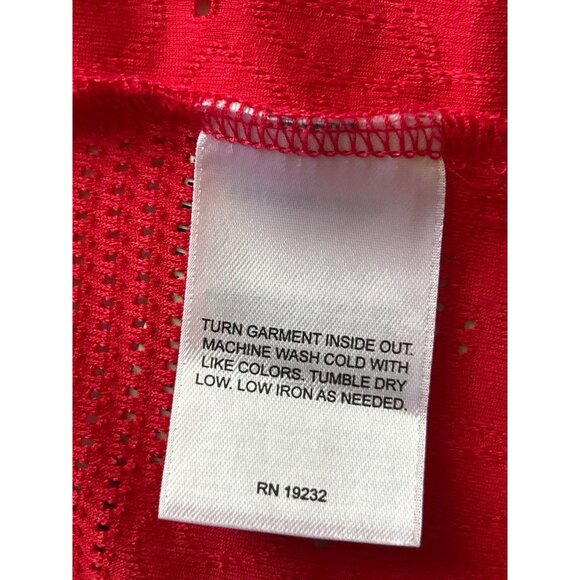 TURN GARMENT INSIDE OUT.
MACHINE WASH COLD WITH
LIKE COLORS. TUMBLE DRY
LOW. LOW IRON AS NEEDED.
RN 19232